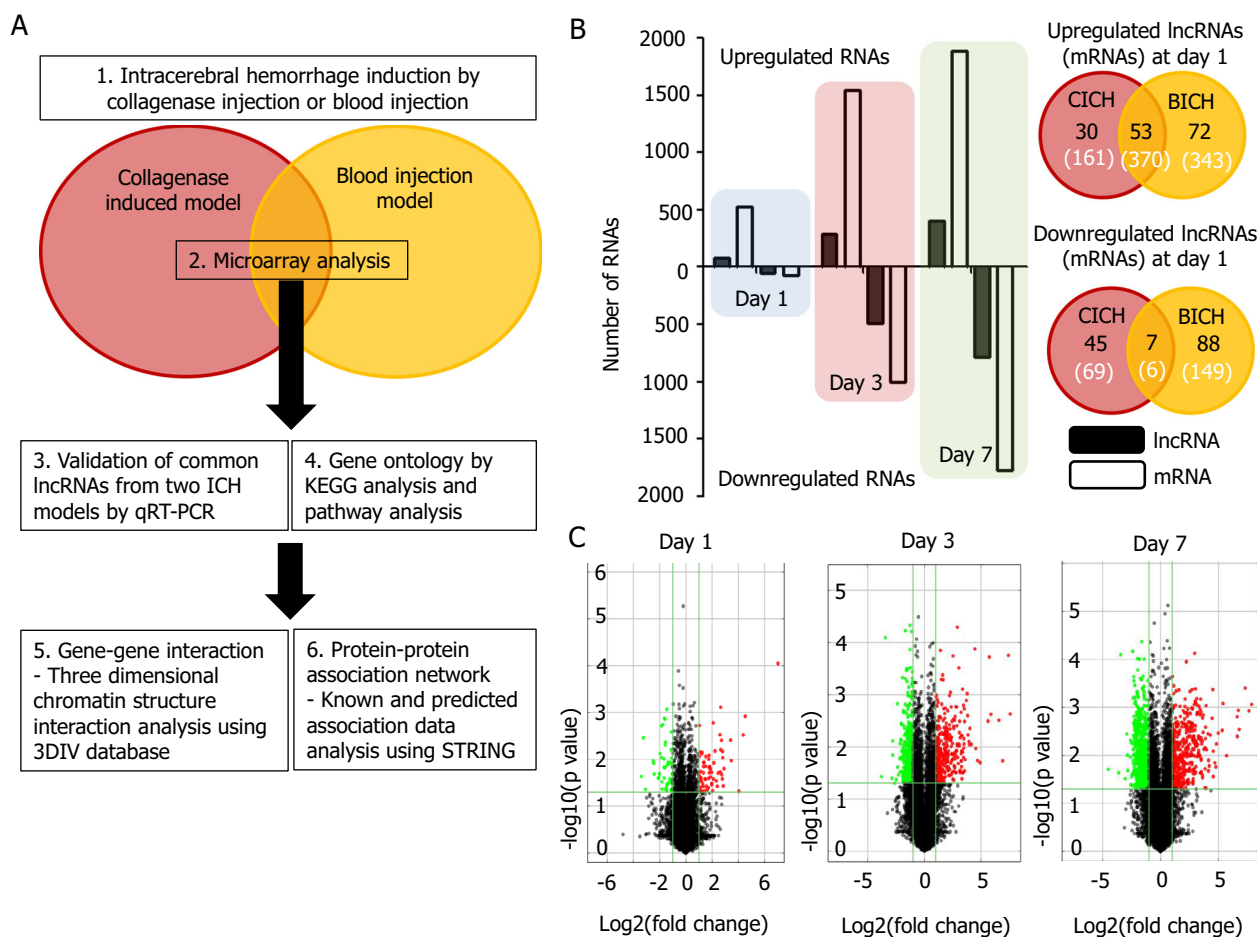 A
1. Intracerebral hemorrhage induction by
collagenase injection or blood injection
Collagenase
induced model
Blood injection
model
2. Microarray analysis
3. Validation of common
lncRNAs from two ICH
models by qRT-PCR
4. Gene ontology by
KEGG analysis and
pathway analysis
5. Gene-gene interaction
- Three dimensional
chromatin structure
interaction analysis using
3DIV database
6. Protein-protein
association network
- Known and predicted
association data
analysis using STRING
B
Number of RNAs
2000
1500
1000
500
0
500
1000
1500
2000
Upregulated RNAs
Downregulated RNAs
Day 1
Day 3
Day 7
Upregulated lncRNAs
(mRNAs) at day 1
CICH
BICH
30
53
72
(161)
(370)
(343)
Downregulated lncRNAs
(mRNAs) at day 1
CICH
BICH
45
7
88
(69)
(6)
(149)
lncRNA
mRNA
C
Day 1
-log10(p value)
6
5
4
3
2
1
0
-6
-2
0
2
6
Log2(fold change)
Day 3
-log10(p value)
5
4
3
2
1
0
-5
0
5
Log2(fold change)
Day 7
-log10(p value)
5
4
3
2
1
0
-5
0
5
Log2(fold change)